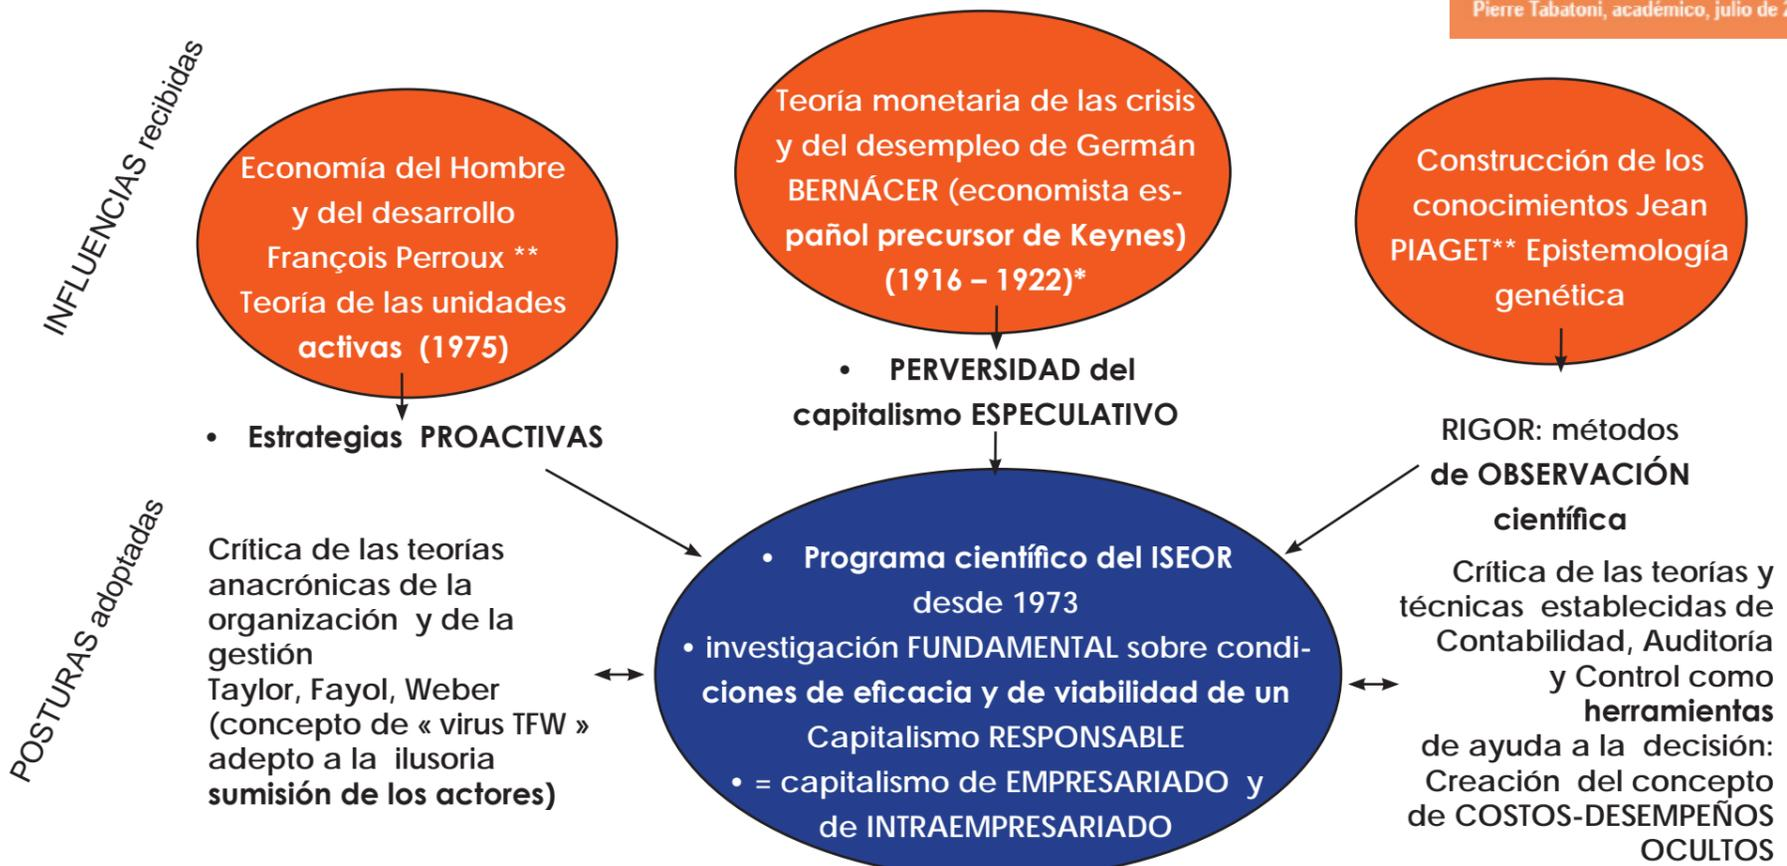 Pierre Tabatoni, académico, julio de
INFLUENCIAS recibidas
Economía del Hombre
y del desarrollo
François Perroux **
Teoría de las unidades
activas (1975)
Teoría monetaria de las crisis
y del desempleo de Germán
BERNÁCER (economista es-
pañol precursor de Keynes)
(1916 – 1922)*
Construcción de los
conocimientos Jean
PIAGET** Epistemología
genética
• Estrategias PROACTIVAS
• PERVERSIDAD del
capitalismo ESPECULATIVO
RIGOR: métodos
de OBSERVACIÓN
científica
POSTURAS adoptadas
Crítica de las teorías
anacrónicas de la
organización y de la
gestión
Taylor, Fayol, Weber
(concepto de « virus TFW »
adepto a la ilusoria
sumisión de los actores)
• Programa científico del ISEOR
desde 1973
• investigación FUNDAMENTAL sobre condi-
ciones de eficacia y de viabilidad de un
Capitalismo RESPONSABLE
• = capitalismo de EMPRESARIADO y
de INTRAEMPRESARIADO
Crítica de las teorías y
técnicas establecidas de
Contabilidad, Auditoría
y Control como
herramientas
de ayuda a la decisión:
Creación del concepto
de COSTOS-DESEMPEÑOS
OCULTOS